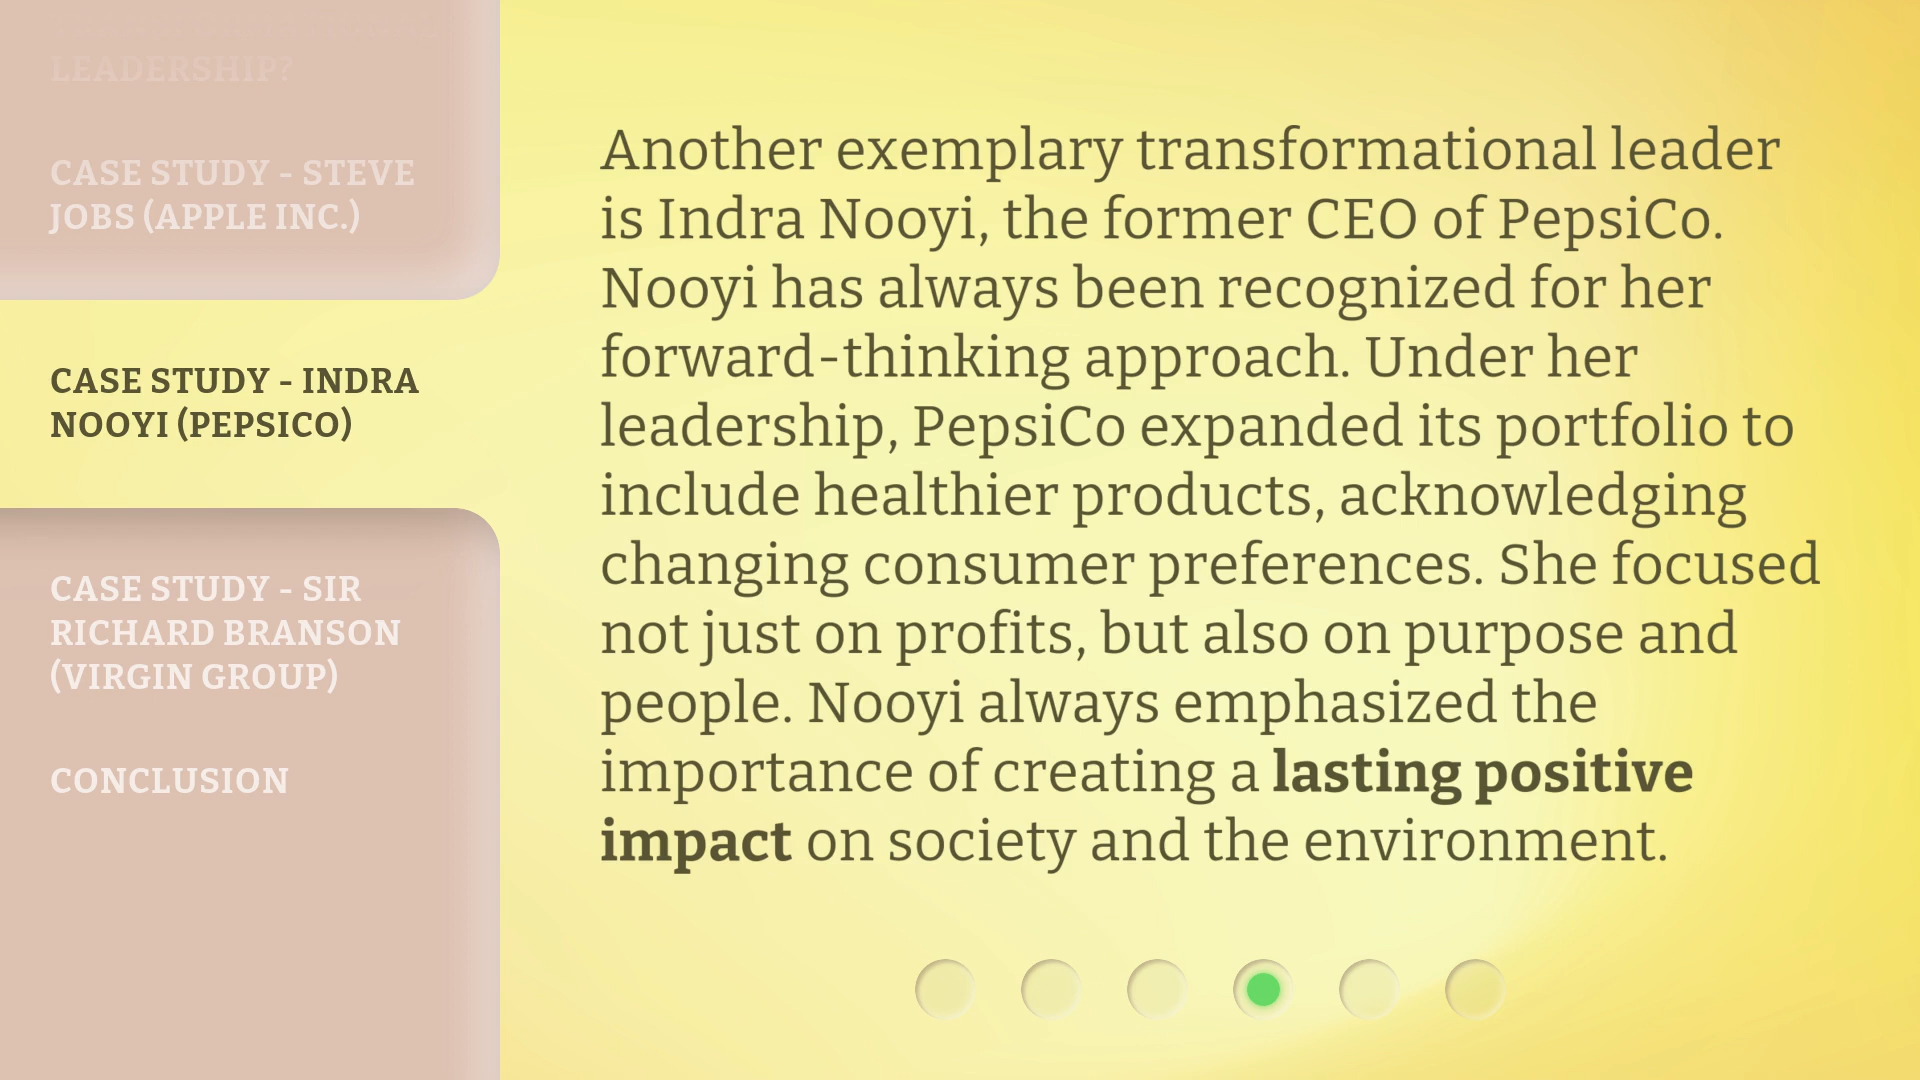 LEADERSHIP?
CASE STUDY - STEVE
JOBS (APPLE INC.)
CASE STUDY - INDRA
NOOYI (PEPSICO)
CASE STUDY - SIR
RICHARD BRANSON
(VIRGIN GROUP)
CONCLUSION
Another exemplary transformational leader
is Indra Nooyi, the former CEO of PepsiCo.
Nooyi has always been recognized for her
forward-thinking approach. Under her
leadership, PepsiCo expanded its portfolio to
include healthier products, acknowledging
changing consumer preferences. She focused
not just on profits, but also on purpose and
people. Nooyi always emphasized the
importance of creating a lasting positive
impact on society and the environment.